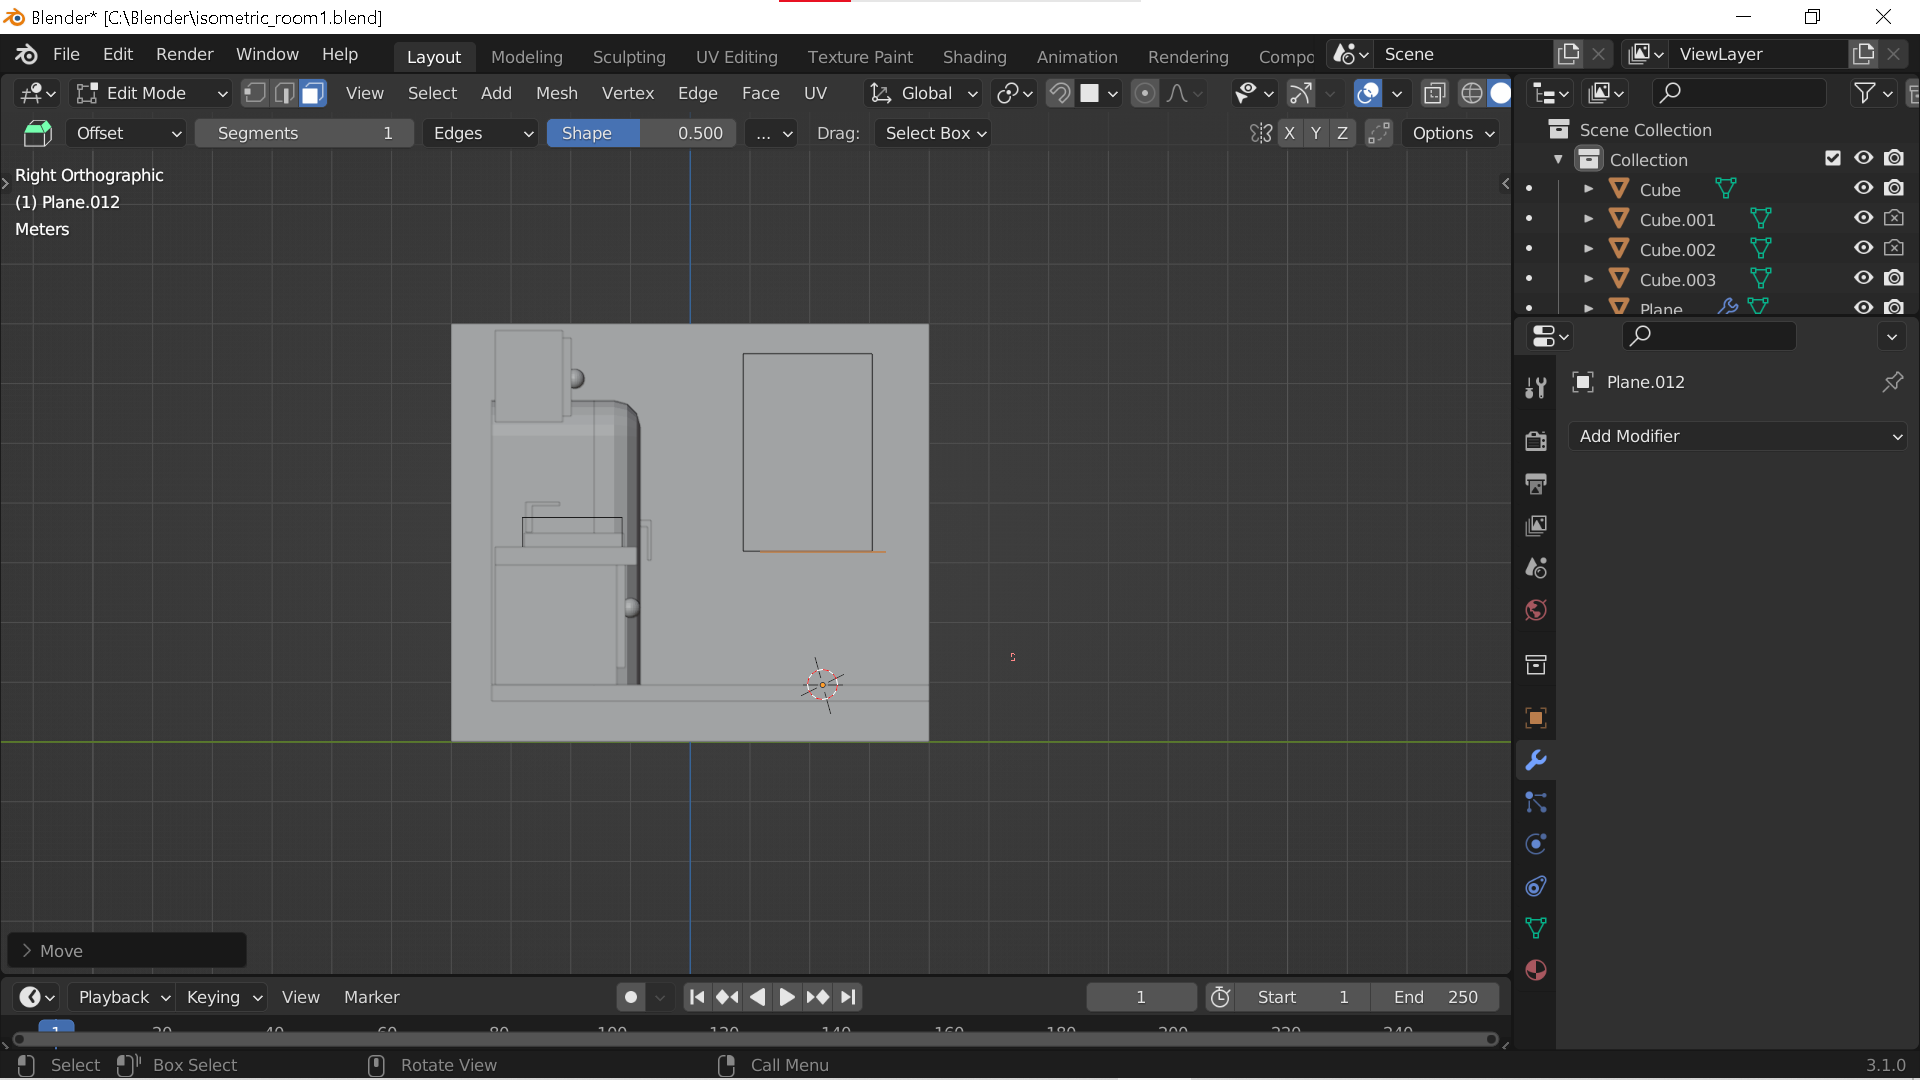 Blender* [C:\Blender\isometric_room1.blend]
File Edit Render Window Help Layout Modeling Sculpting UV Editing Texture Paint Shading Animation Rendering Compo Scene ViewLayer
Edit Mode View Select Add Mesh Vertex Edge Face UV Global
Offset Segments 1 Edges Shape 0.500 ... Drag: Select Box X Y Z Options
Right Orthographic
(1) Plane.012
Meters
Scene Collection
Collection
Cube
Cube.001
Cube.002
Cube.003
Plane
Plane.012
Add Modifier
Move
Playback Keying View Marker 1 Start 1 End 250
1 20 40 60 80 100 120 140 160 180 200 220 240
Select Box Select Rotate View Call Menu 3.1.0